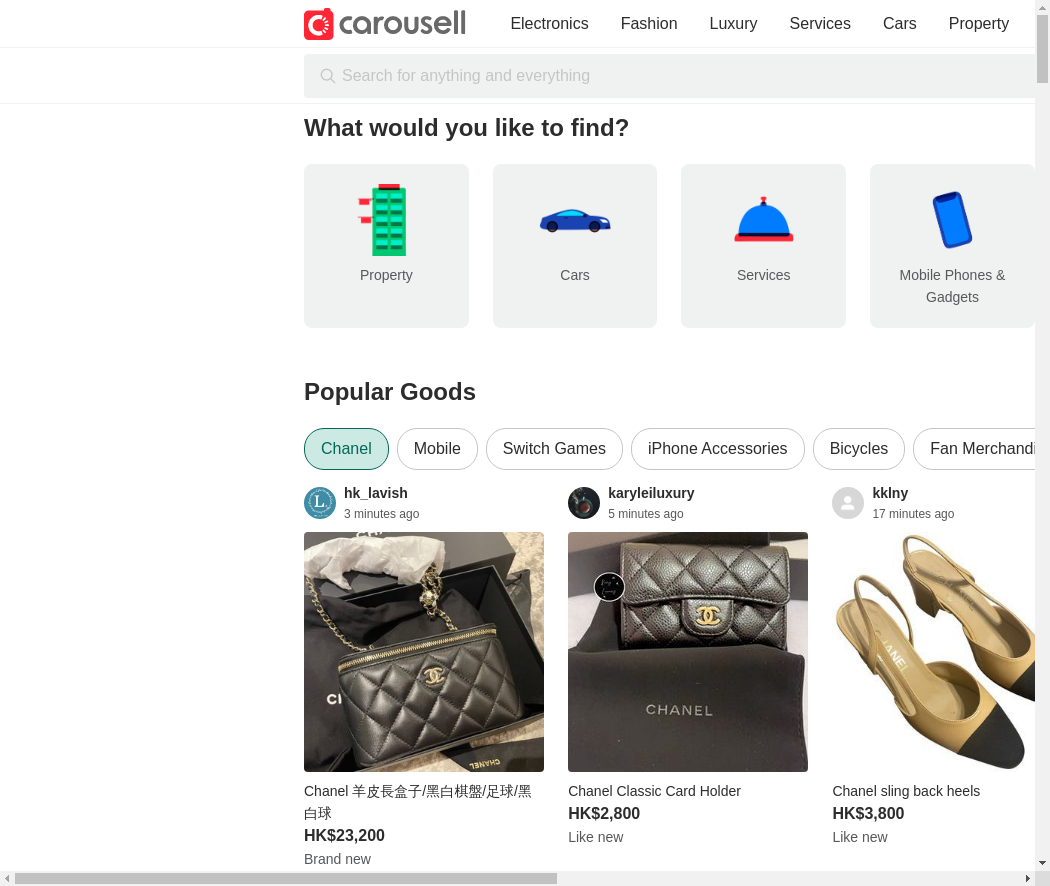 carousell
Electronics Fashion Luxury Services Cars Property
Search for anything and everything
What would you like to find?
Property
Cars
Services
Mobile Phones &
Gadgets
Popular Goods
Chanel Mobile Switch Games iPhone Accessories Bicycles Fan Merchandi
L
hk_lavish
3 minutes ago
karyleiluxury
5 minutes ago
kklny
17 minutes ago
CHANEL
CHANEL
CHANEL
Chanel 羊皮長盒子/黑白棋盤/足球/黑
白球
HK$23,200
Brand new
Chanel Classic Card Holder
HK$2,800
Like new
Chanel sling back heels
HK$3,800
Like new